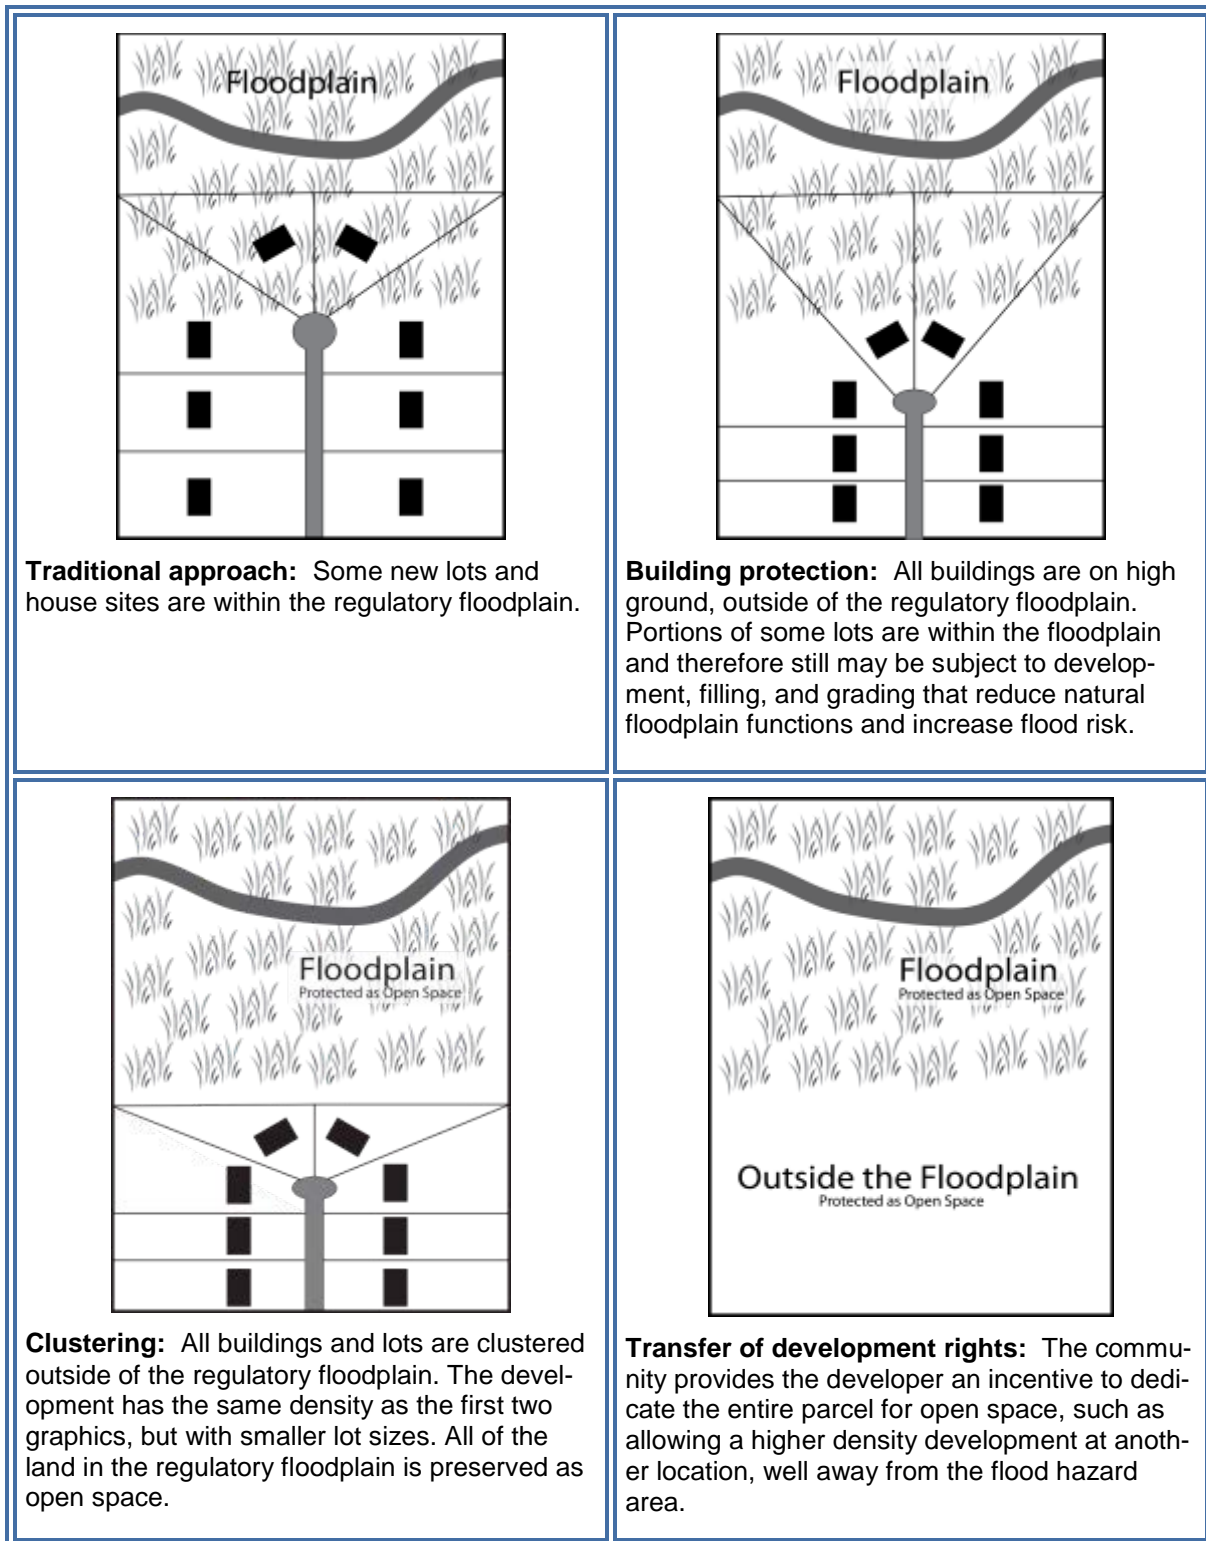 Floodplain
Traditional approach: Some new lots and
house sites are within the regulatory floodplain.
Floodplain
Building protection: All buildings are on high
ground, outside of the regulatory floodplain.
Portions of some lots are within the floodplain
and therefore still may be subject to develop-
ment, filling, and grading that reduce natural
floodplain functions and increase flood risk.
Floodplain
Protected as Open Space
Clustering: All buildings and lots are clustered
outside of the regulatory floodplain. The devel-
opment has the same density as the first two
graphics, but with smaller lot sizes. All of the
land in the regulatory floodplain is preserved as
open space.
Floodplain
Protected as Open Space
Outside the Floodplain
Protected as Open Space
Transfer of development rights: The commu-
nity provides the developer an incentive to dedi-
cate the entire parcel for open space, such as
allowing a higher density development at anoth-
er location, well away from the flood hazard
area.